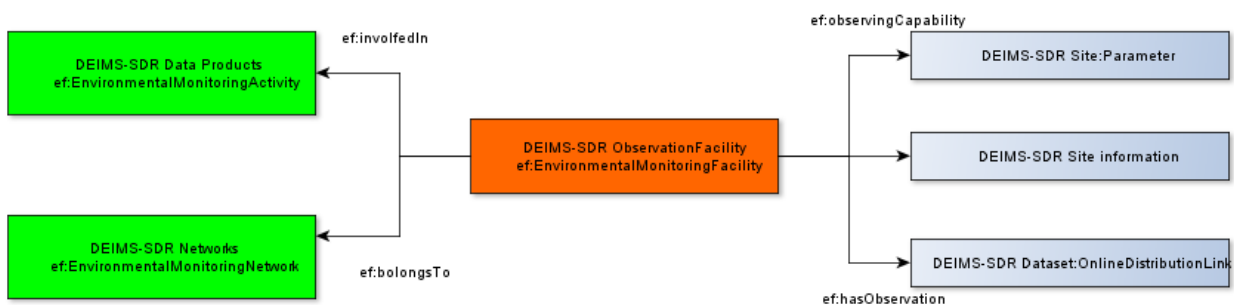 ef:observingCapability
ef:involfedIn
DEIMS-SDR Data Products
ef:EnvironmentalMonitoringActivity
DEIMS-SDR Site:Parameter
DEIMS-SDR ObservationFacility
ef:EnvironmentalMonitoringFacility
DEIMS-SDR Site information
DEIMS-SDR Networks
ef:EnvironmentalMonitoringNetwork
ef:bolongsTo
DEIMS-SDR Dataset:OnlineDistributionLink
ef:hasObservation